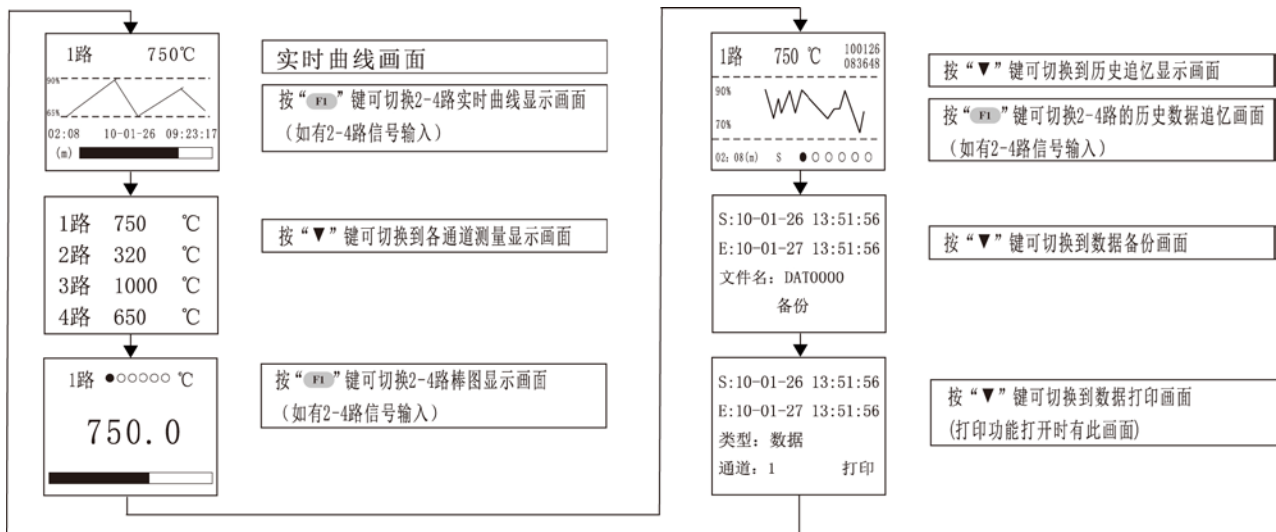 1路 750℃
90%
65%
02:08 10-01-26 09:23:17
(m)
实时曲线画面
按“F1”键可切换2-4路实时曲线显示画面
(如有2-4路信号输入)
1路 750 ℃
2路 320 ℃
3路 1000 ℃
4路 650 ℃
按“▼”键可切换到各通道测量显示画面
1路 ●○○○○○ ℃
750.0
按“F1”键可切换2-4路棒图显示画面
(如有2-4路信号输入)
1路 750 ℃ 100126
083648
90%
70%
02: 08(m) S ●○○○○○
按“▼”键可切换到历史追忆显示画面
按“F1”键可切换2-4路的历史数据追忆画面
(如有2-4路信号输入)
S:10-01-26 13:51:56
E:10-01-27 13:51:56
文件名: DAT0000
备份
按“▼”键可切换到数据备份画面
S:10-01-26 13:51:56
E:10-01-27 13:51:56
类型: 数据
通道: 1 打印
按“▼”键可切换到数据打印画面
(打印功能打开时有此画面)